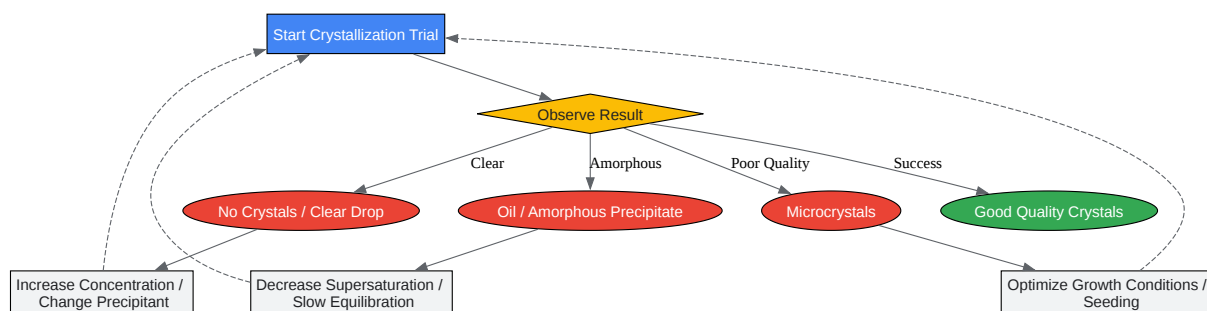 Start Crystallization Trial
Observe Result
Clear
Amorphous
Poor Quality
Success
No Crystals / Clear Drop
Oil / Amorphous Precipitate
Microcrystals
Good Quality Crystals
Increase Concentration /
Change Precipitant
Decrease Supersaturation /
Slow Equilibration
Optimize Growth Conditions /
Seeding